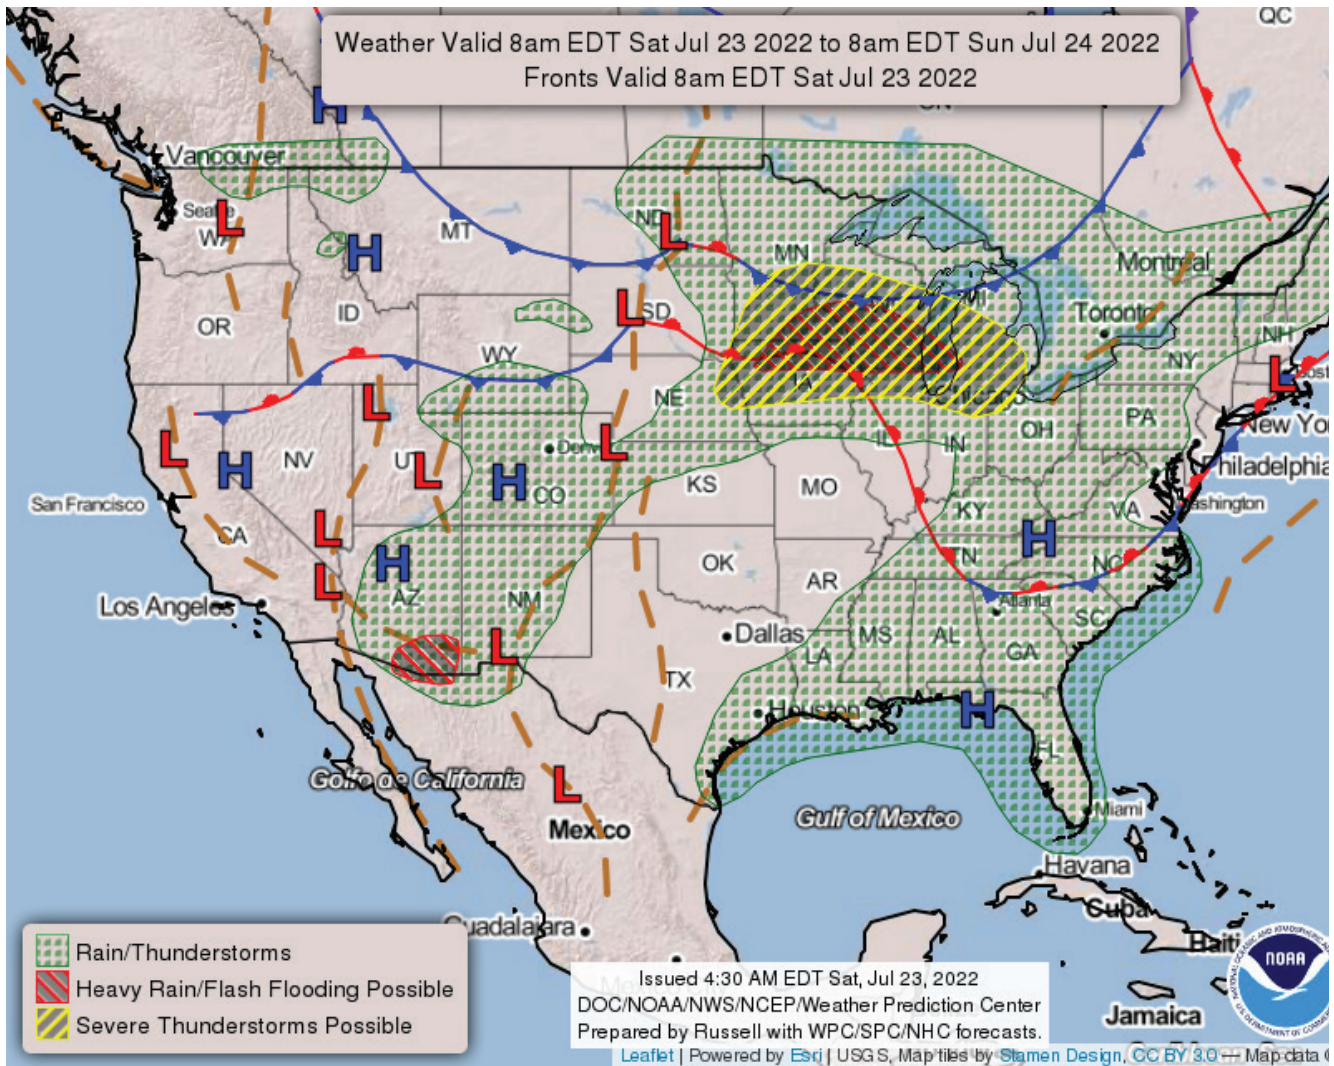 Weather Valid 8am EDT Sat Jul 23 2022 to 8am EDT Sun Jul 24 2022
Fronts Valid 8am EDT Sat Jul 23 2022
QC
ON
H
Vancouver
Seattle
L
WA
H
MT
ND
L
MN
Montreal
OR
ID
WY
L
SD
MI
Toronto
NH
NY
L
Bost
IA
Chicago
NE
PA
New Yo
L
L
H
NV
UT
L
Denv
L
H
CO
KS
MO
IL
IN
OH
Philadelphia
San Francisco
CA
L
KY
VA
Washington
H
AZ
L
OK
AR
TN
H
NC
Los Angeles
NM
L
Dallas
MS
AL
Atlanta
SC
LA
GA
TX
Houston
H
FL
Golfo de California
L
Mexico
Gulf of Mexico
Miami
Havana
Cuba
Haiti
Guadalajara
Jamaica
Rain/Thunderstorms
Heavy Rain/Flash Flooding Possible
Severe Thunderstorms Possible
Issued 4:30 AM EDT Sat, Jul 23, 2022
DOC/NOAA/NWS/NCEP/Weather Prediction Center
Prepared by Russell with WPC/SPC/NHC forecasts.
Leaflet | Powered by Esri | USGS, Map tiles by Stamen Design, CC BY 3.0 — Map data ©
NOAA